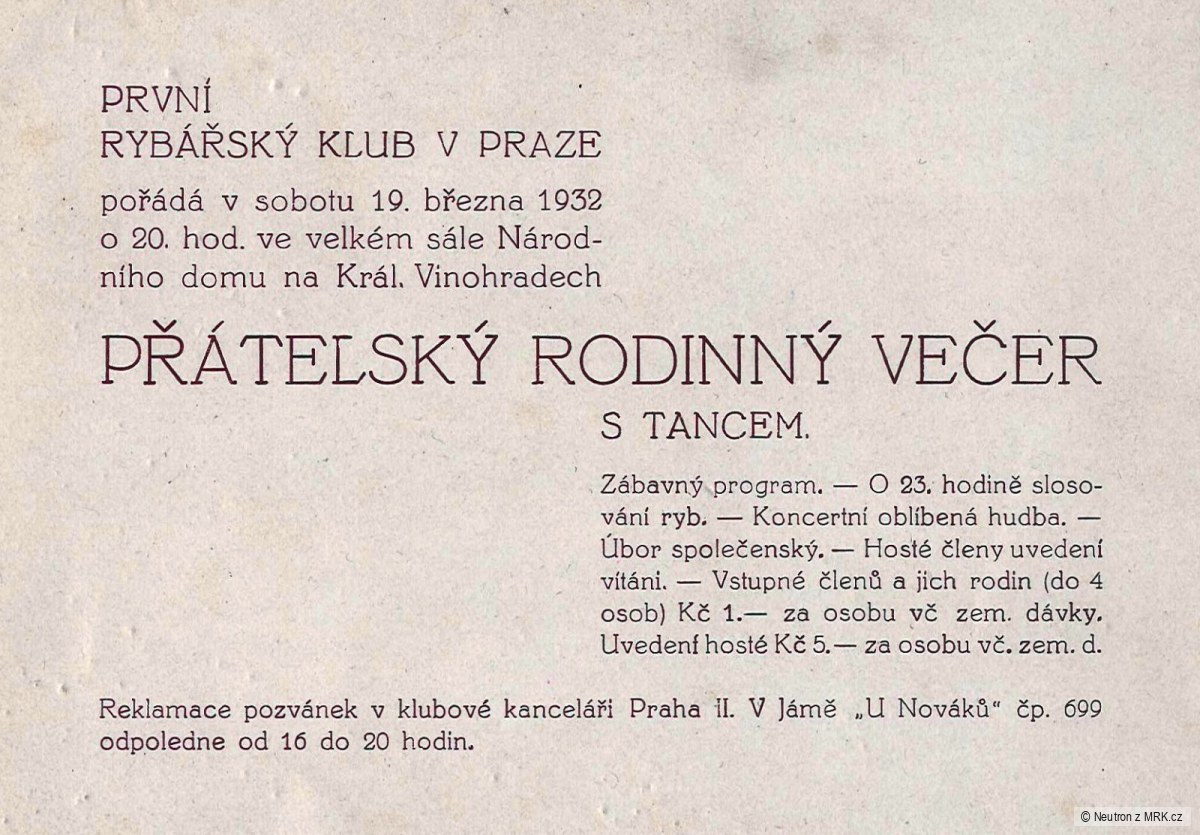 PRVNÍ
RYBÁŘSKÝ KLUB V PRAZE
pořádá v sobotu 19. března 1932
o 20. hod. ve velkém sále Národ-
ního domu na Král. Vinohradech
PŘÁTELSKÝ RODINNÝ VEČER
S TANCEM.
Zábavný program. — O 23. hodině sloso-
vání ryb. — Koncertní oblíbená hudba. —
Úbor společenský. — Hosté členy uvedení
vítáni. — Vstupné členů a jich rodin (do 4
osob) Kč 1.— za osobu vč zem. dávky.
Uvedení hosté Kč 5.— za osobu vč. zem. d.
Reklamace pozvánek v klubové kanceláři Praha II. V Jámě „U Nováků“ čp. 699
odpoledne od 16 do 20 hodin.
© Neutron z MRK.cz